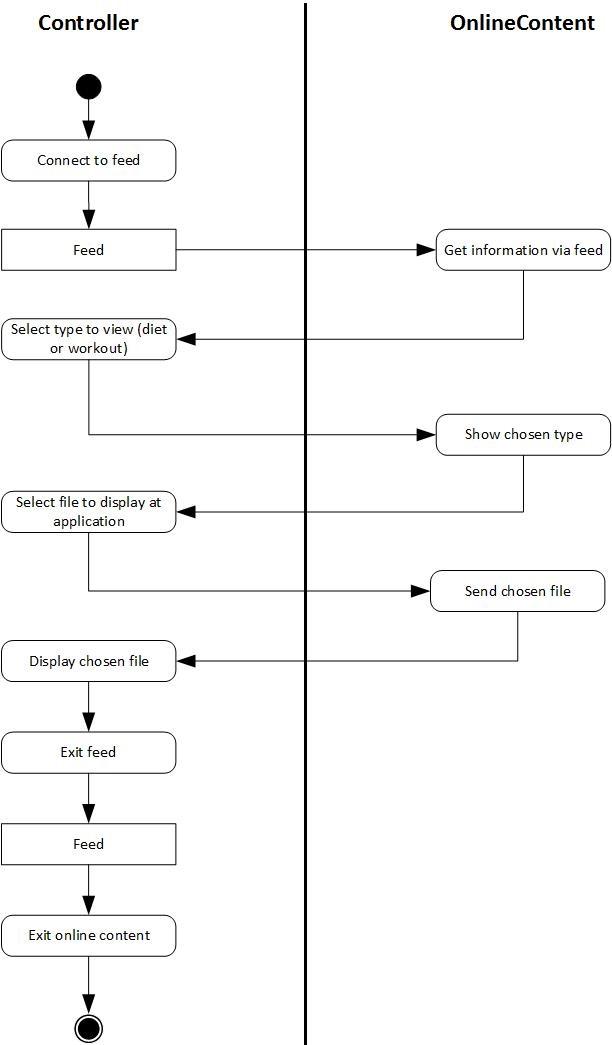 Controller
OnlineContent
Connect to feed
Feed
Get information via feed
Select type to view (diet
or workout)
Show chosen type
Select file to display at
application
Send chosen file
Display chosen file
Exit feed
Feed
Exit online content